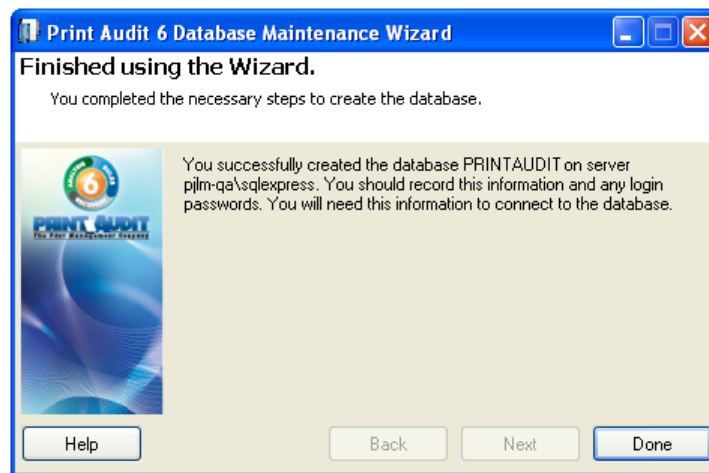 Print Audit 6 Database Maintenance Wizard
Finished using the Wizard.
You completed the necessary steps to create the database.
You successfully created the database PRINTAUDIT on server
pjlm-qa\sqlexpress. You should record this information and any login
passwords. You will need this information to connect to the database.
6
PRINT AUDIT
The Print Management Company
Help
Back
Next
Done